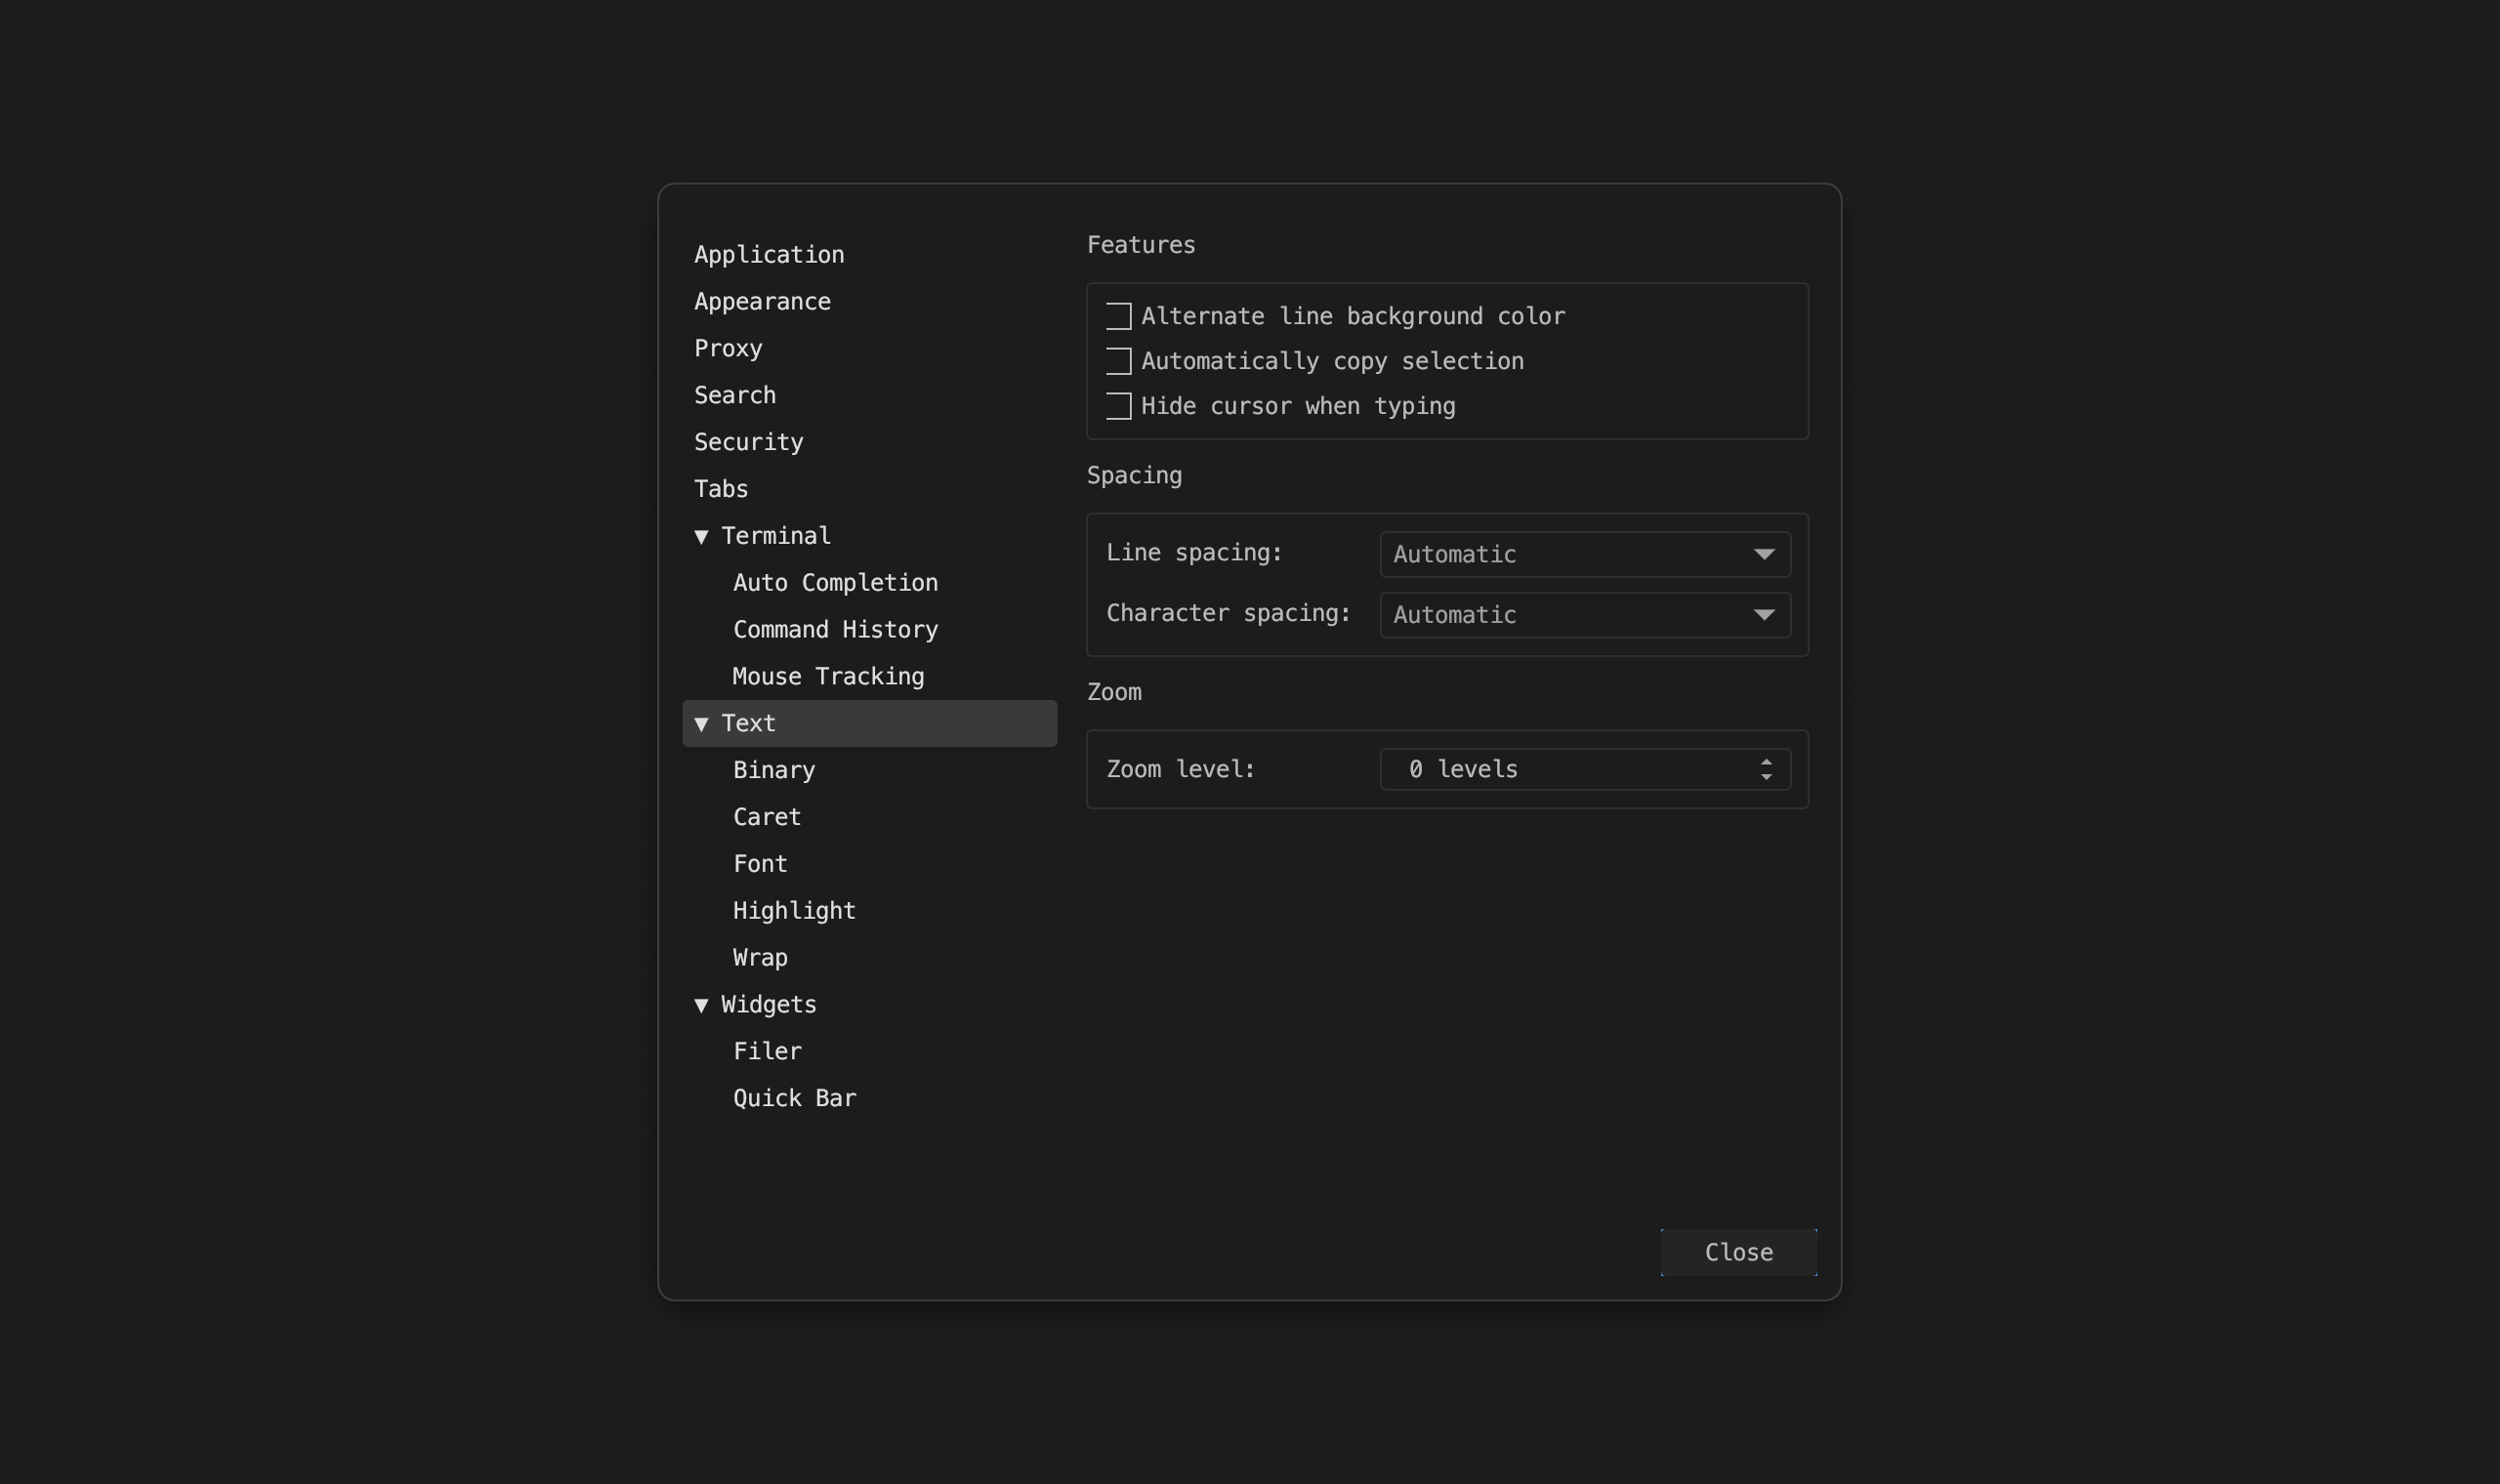 Application
Appearance
Proxy
Search
Security
Tabs
▼ Terminal
Auto Completion
Command History
Mouse Tracking
▼ Text
Binary
Caret
Font
Highlight
Wrap
▼ Widgets
Filer
Quick Bar
Features
Alternate line background color
Automatically copy selection
Hide cursor when typing
Spacing
Line spacing: Automatic
Character spacing: Automatic
Zoom
Zoom level: 0 levels
Close